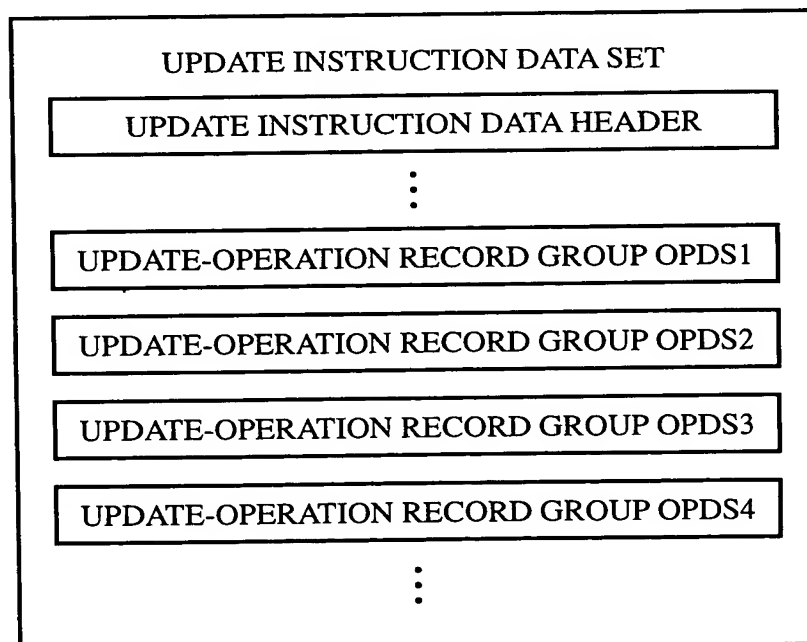 UPDATE INSTRUCTION DATA SET
UPDATE INSTRUCTION DATA HEADER
⋮
UPDATE-OPERATION RECORD GROUP OPDS1
UPDATE-OPERATION RECORD GROUP OPDS2
UPDATE-OPERATION RECORD GROUP OPDS3
UPDATE-OPERATION RECORD GROUP OPDS4
⋮